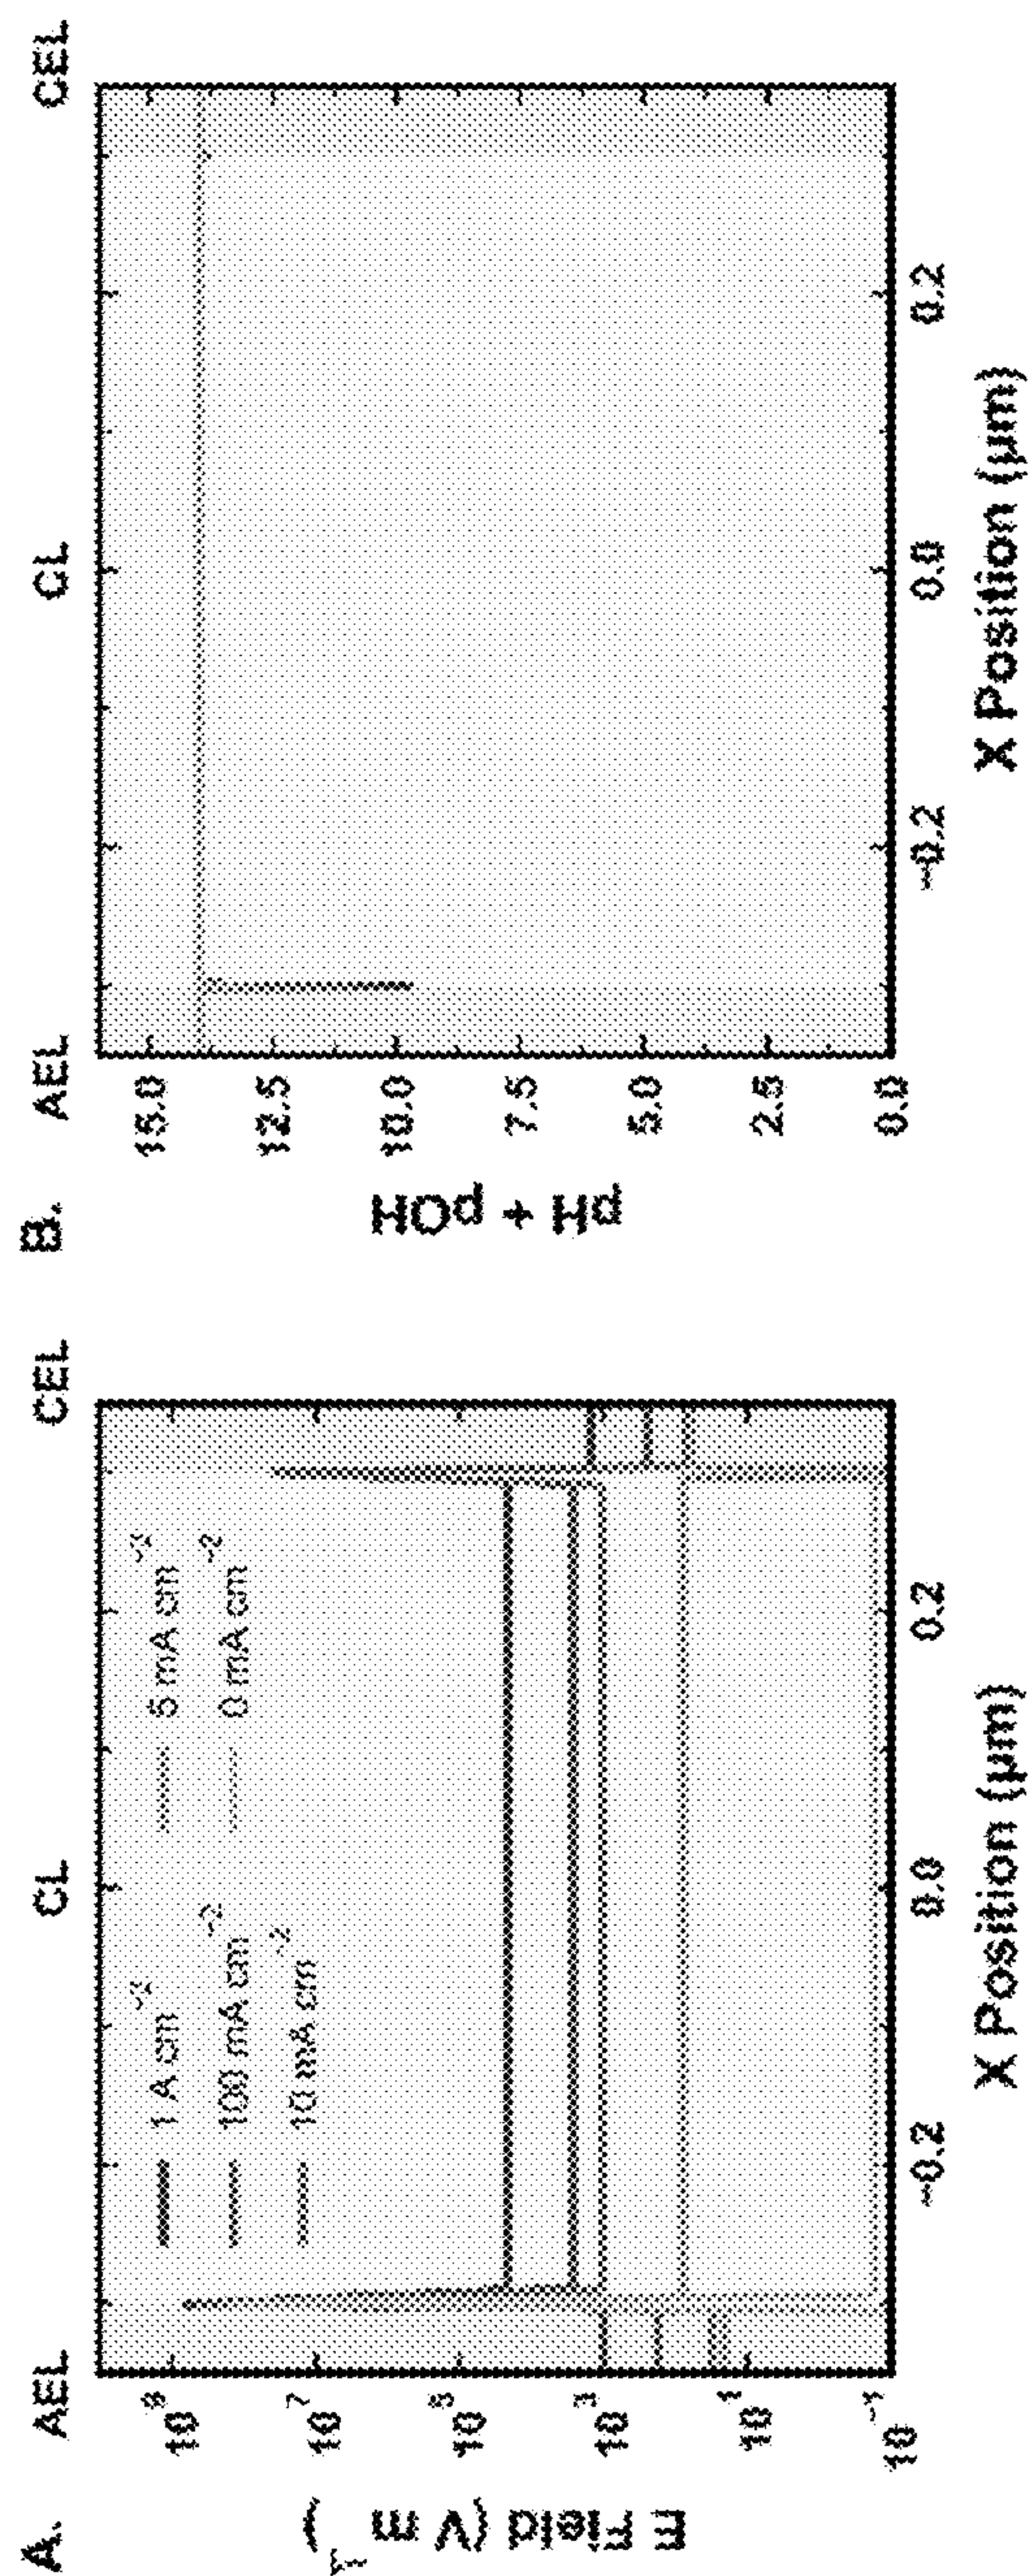 A.
AEL CL CEL
E Field (V m⁻¹)
10⁹
10⁷
10⁵
10³
10¹
10⁻¹
1 A cm⁻²
100 mA cm⁻²
10 mA cm⁻²
5 mA cm⁻²
0 mA cm⁻²
−0.2 0.0 0.2
X Position (µm)
B.
AEL CL CEL
pH + pOH
15.0
12.5
10.0
7.5
5.0
2.5
0.0
−0.2 0.0 0.2
X Position (µm)